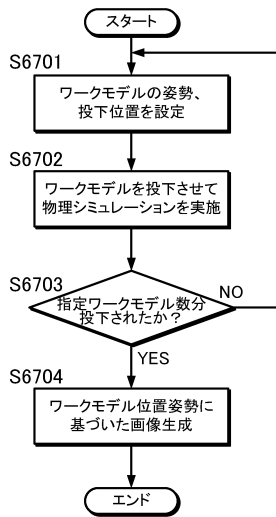 スタート
S6701
ワークモデルの姿勢、
投下位置を設定
S6702
ワークモデルを投下させて
物理シミュレーションを実施
S6703
指定ワークモデル数分
投下されたか？
NO
YES
S6704
ワークモデル位置姿勢に
基づいた画像生成
エンド